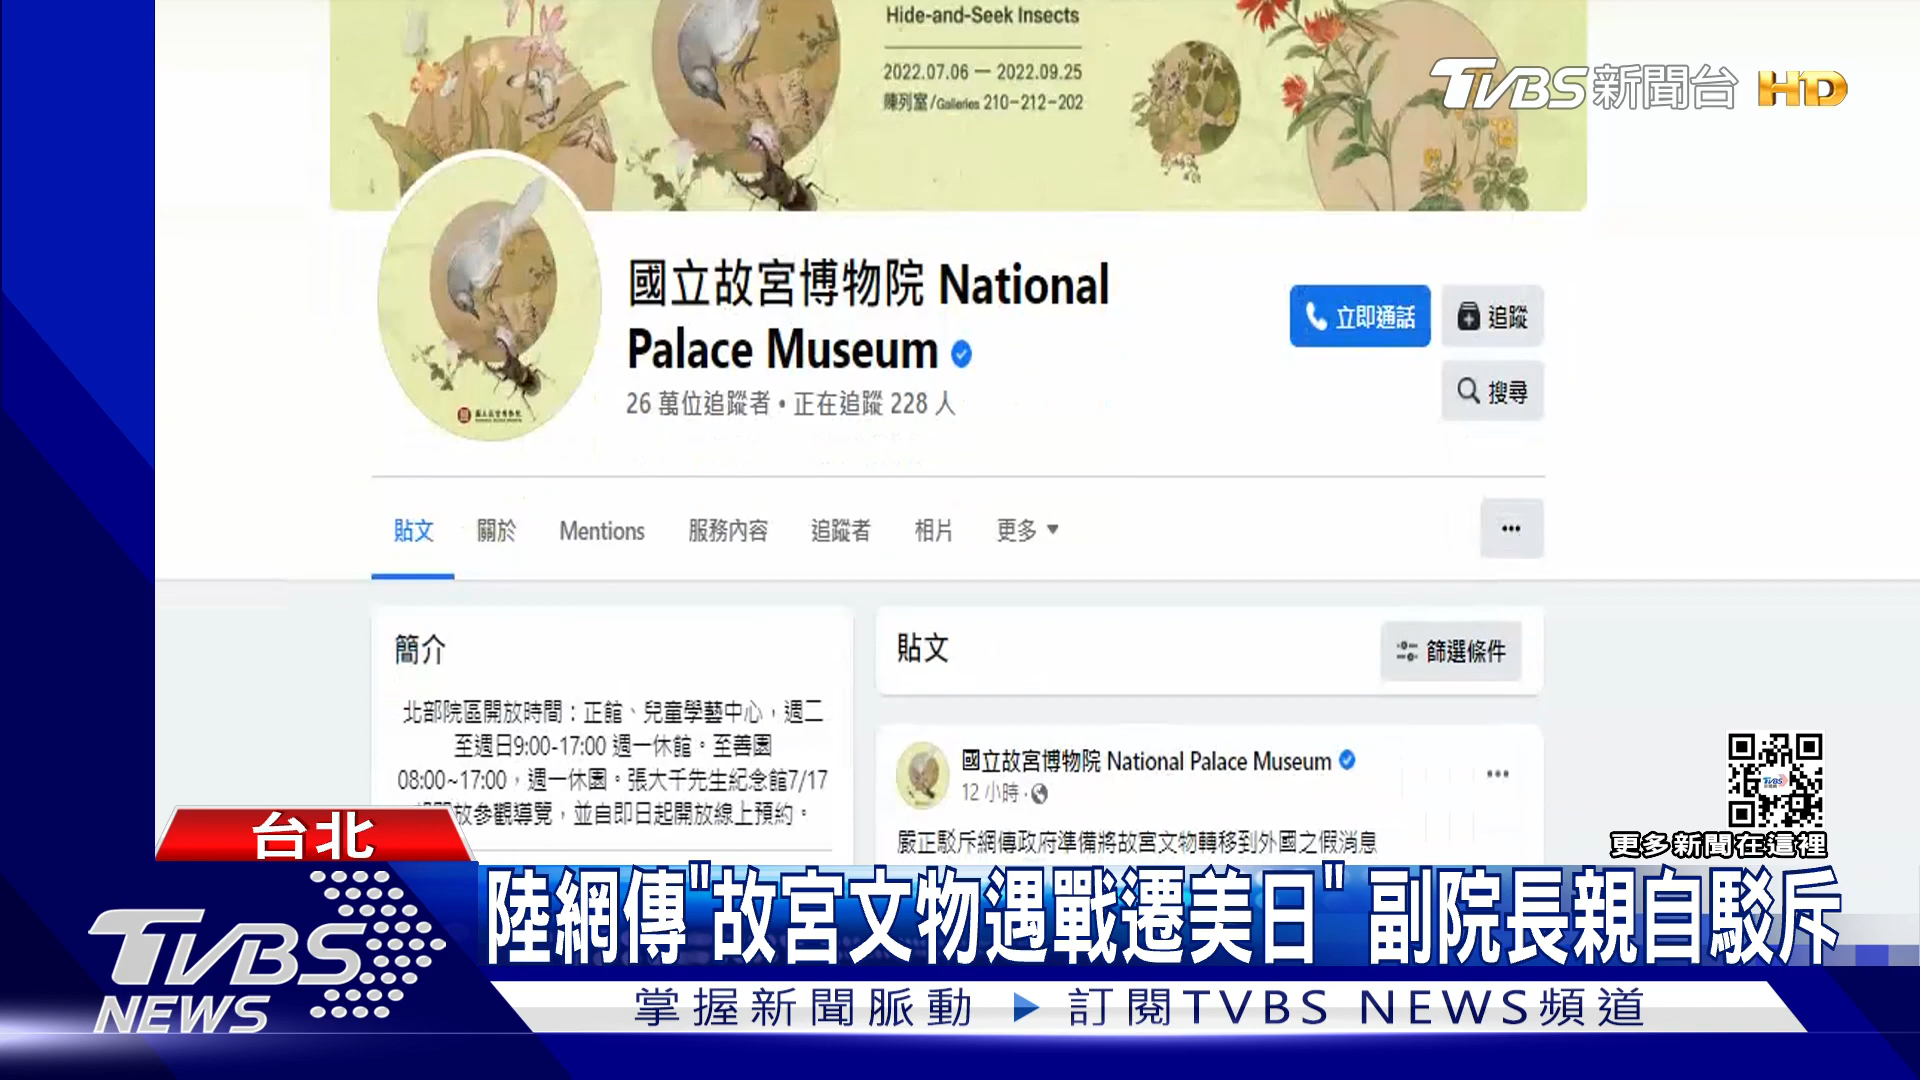 Hide-and-Seek Insects
2022.07.06 — 2022.09.25
陳列室/Galleries 210-212-202
TVBS新聞台 HD
國立故宮博物院 National
Palace Museum
26 萬位追蹤者 • 正在追蹤 228 人
立即通話
追蹤
搜尋
貼文 關於 Mentions 服務內容 追蹤者 相片 更多
簡介
北部院區開放時間：正館、兒童學藝中心，週二
至週日9:00-17:00 週一休館。至善園
08:00~17:00，週一休園。張大千先生紀念館7/17
開放參觀導覽，並自即日起開放線上預約。
貼文
篩選條件
國立故宮博物院 National Palace Museum
12 小時 ·
嚴正駁斥網傳政府準備將故宮文物轉移到外國之假消息
TVBS
更多新聞在這裡
台北
陸網傳"故宮文物遇戰遷美日" 副院長親自駁斥
TVBS
NEWS
掌握新聞脈動 ▶ 訂閱TVBS NEWS頻道